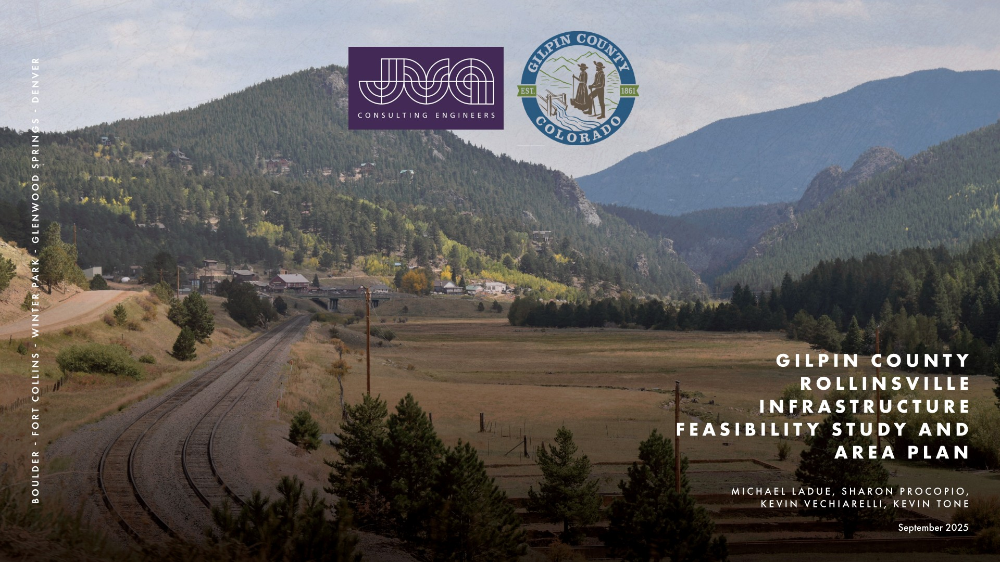 BOULDER - FORT COLLINS - WINTER PARK - GLENWOOD SPRINGS - DENVER
JVA
CONSULTING ENGINEERS
GILPIN COUNTY
EST. 1861
COLORADO
GILPIN COUNTY
ROLLINSVILLE
INFRASTRUCTURE
FEASIBILITY STUDY AND
AREA PLAN
MICHAEL LADUE, SHARON PROCOPIO,
KEVIN VECHIARELLI, KEVIN TONE
September 2025